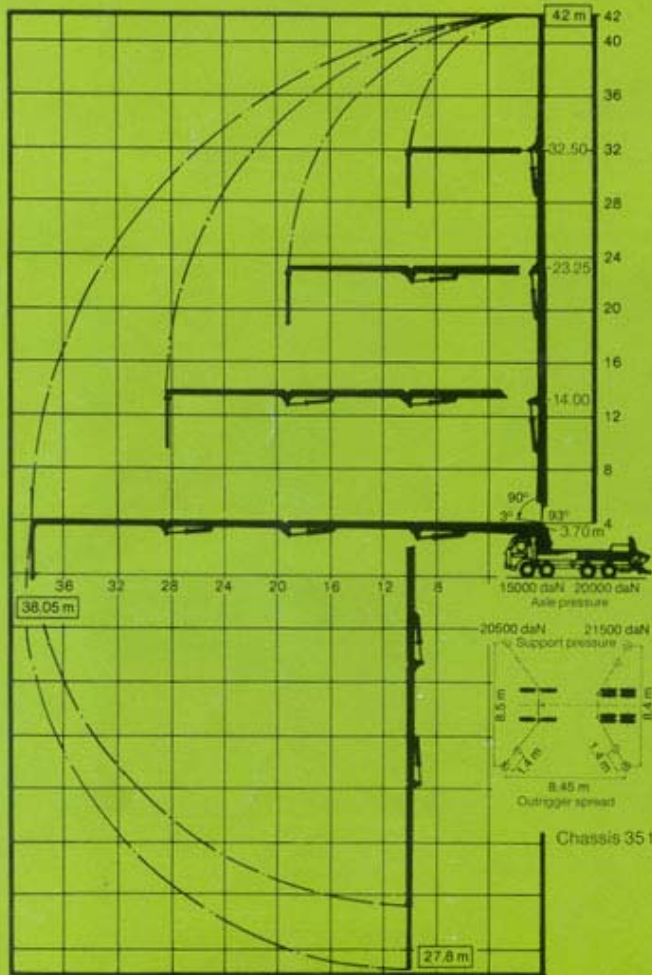 42 m 42
40
36
32.50 32
28
24
23.25
20
16
14.00
12
8
90°
3° 93° 4
3.70 m
36 32 28 24 20 16 12 8
15000 daN 20000 daN
Axle pressure
38.05 m
20500 daN 21500 daN
Support pressure
8.5 m 8.4 m
1.4 m 1.4 m
8.45 m
Outrigger spread
Chassis 35 t
27.8 m